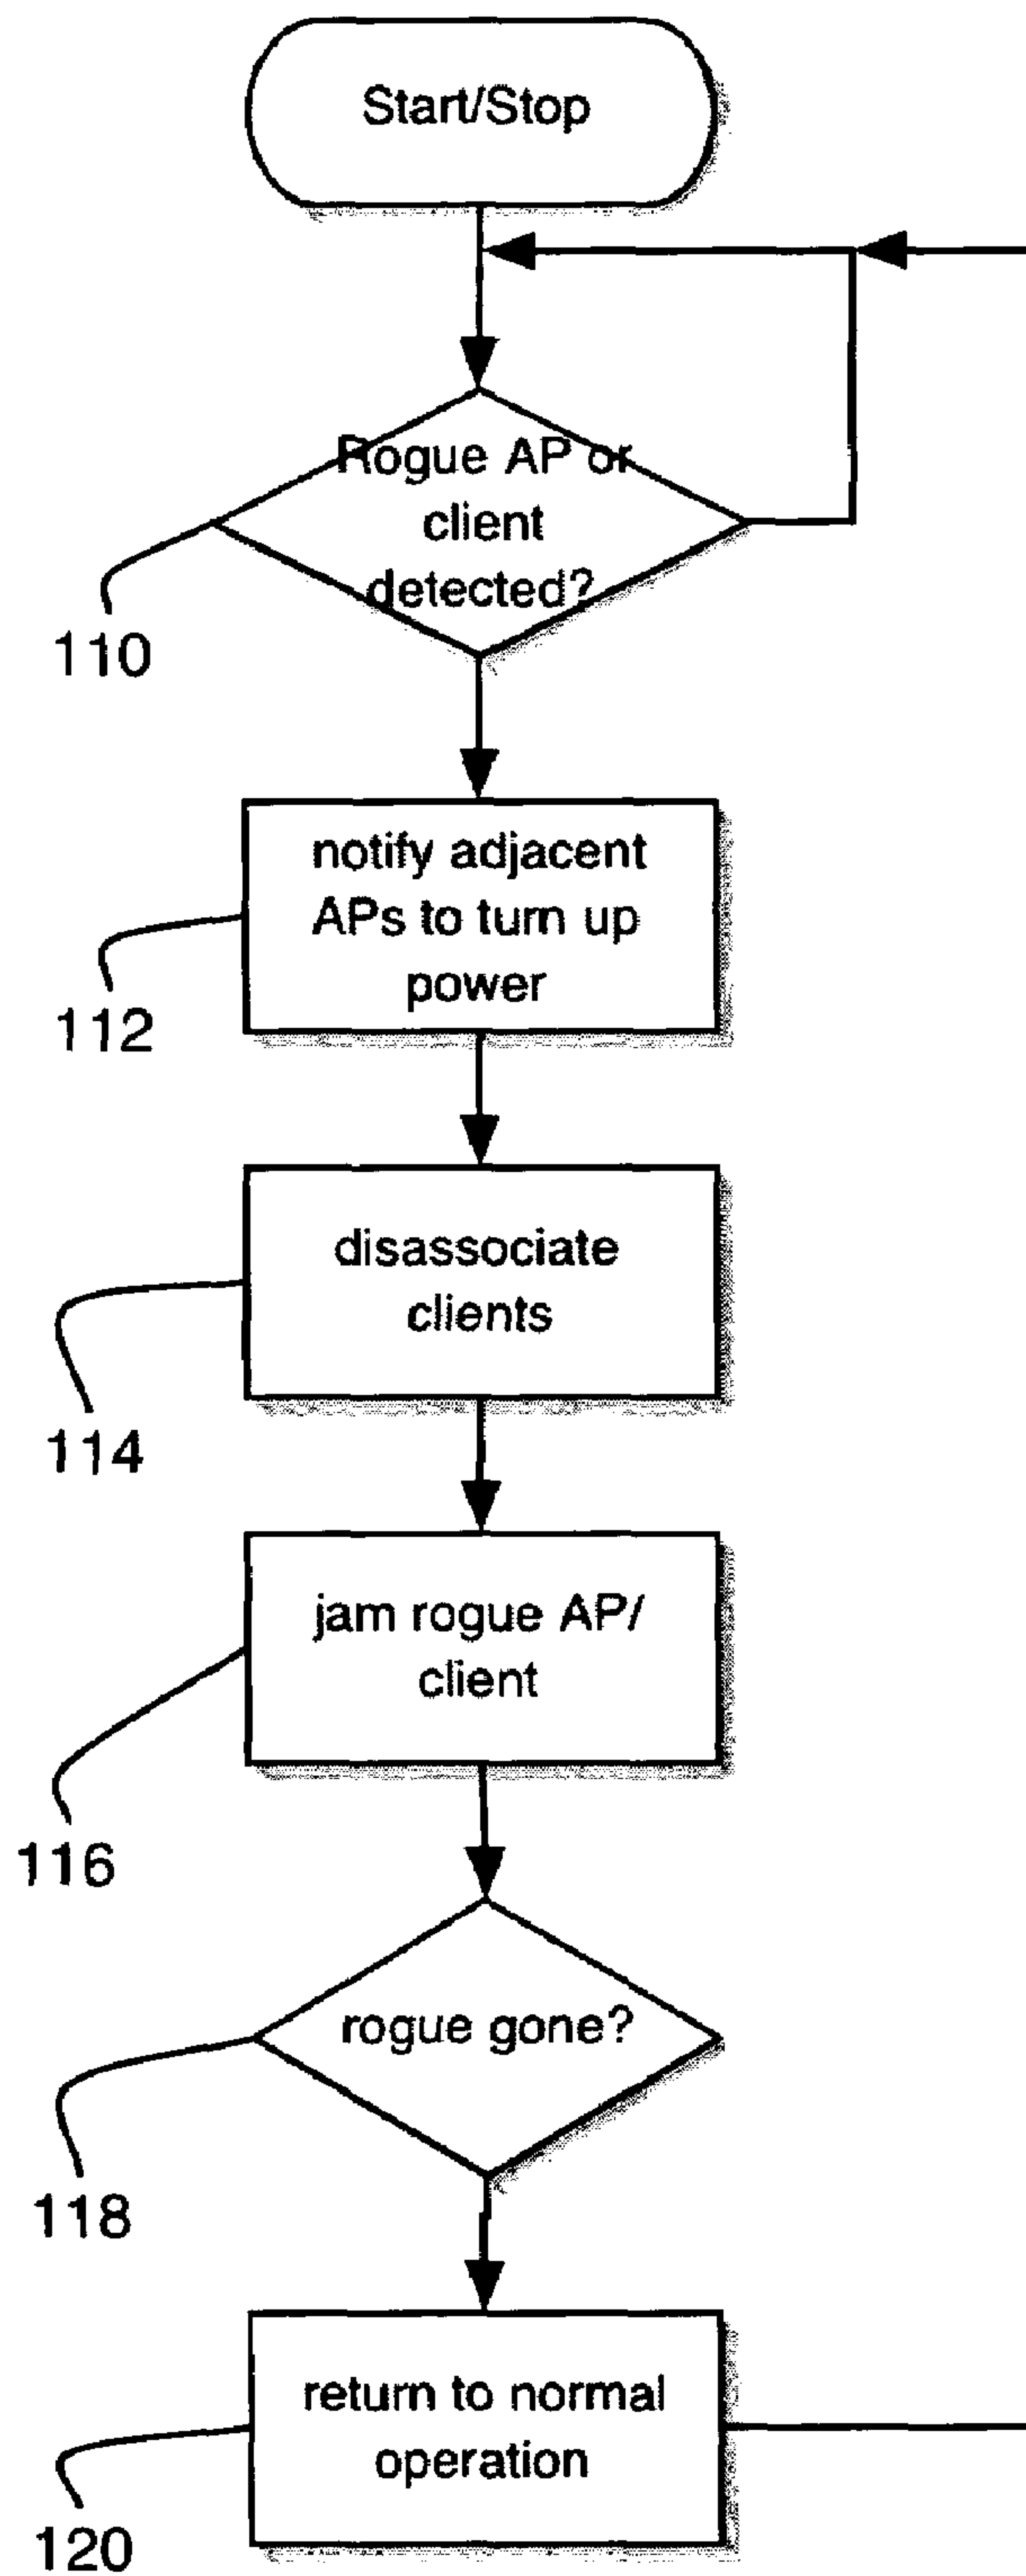 Start/Stop
Rogue AP or
client
detected?
110
notify adjacent
APs to turn up
power
112
disassociate
clients
114
jam rogue AP/
client
116
rogue gone?
118
return to normal
operation
120